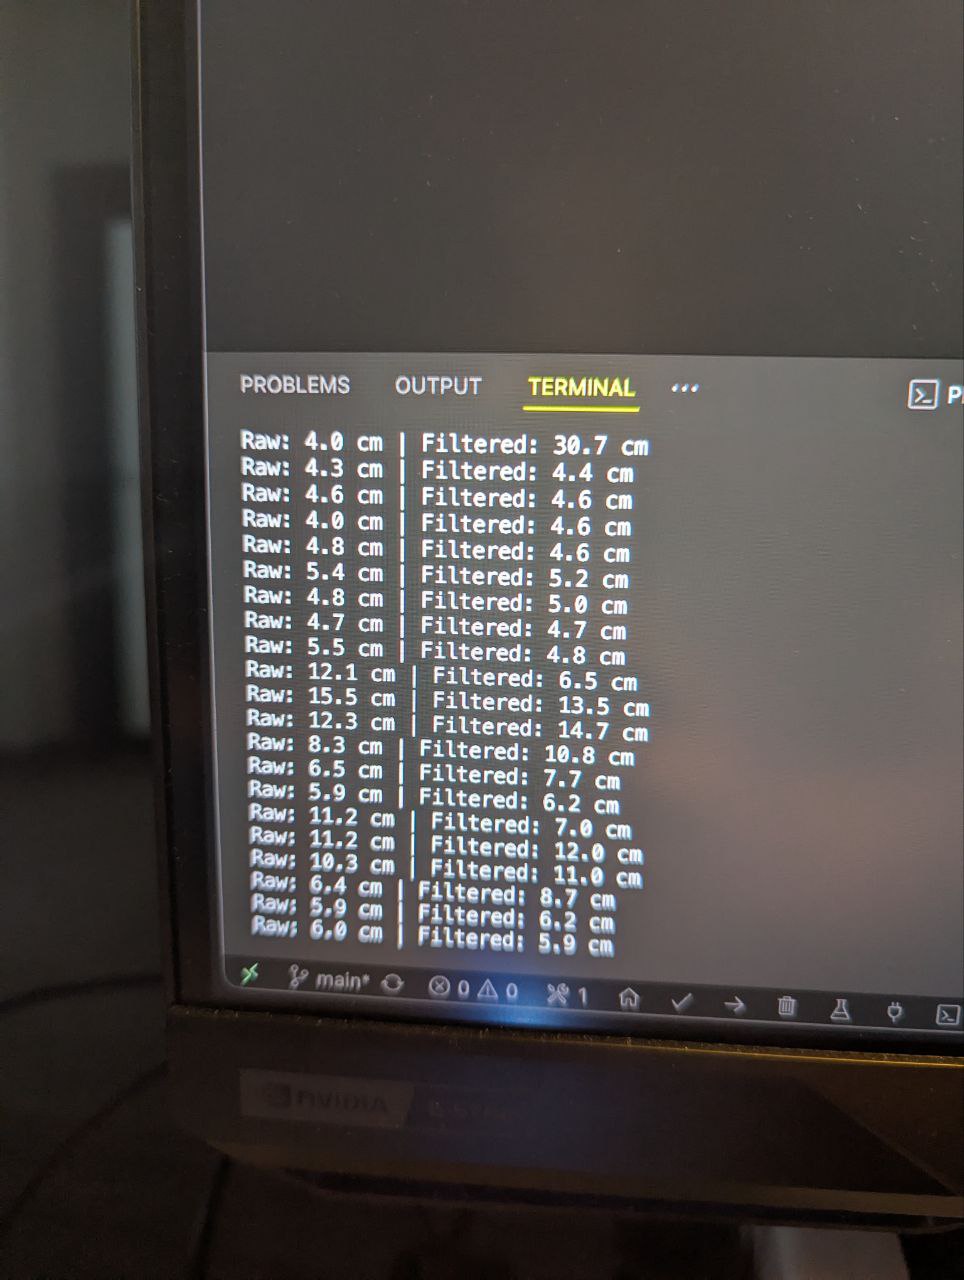 PROBLEMS OUTPUT TERMINAL ...
Raw: 4.0 cm | Filtered: 30.7 cm
Raw: 4.3 cm | Filtered: 4.4 cm
Raw: 4.6 cm | Filtered: 4.6 cm
Raw: 4.0 cm | Filtered: 4.6 cm
Raw: 4.8 cm | Filtered: 4.6 cm
Raw: 5.4 cm | Filtered: 5.2 cm
Raw: 4.8 cm | Filtered: 5.0 cm
Raw: 4.7 cm | Filtered: 4.7 cm
Raw: 5.5 cm | Filtered: 4.8 cm
Raw: 12.1 cm | Filtered: 6.5 cm
Raw: 15.5 cm | Filtered: 13.5 cm
Raw: 12.3 cm | Filtered: 14.7 cm
Raw: 8.3 cm | Filtered: 10.8 cm
Raw: 6.5 cm | Filtered: 7.7 cm
Raw: 5.9 cm | Filtered: 6.2 cm
Raw: 11.2 cm | Filtered: 7.0 cm
Raw: 11.2 cm | Filtered: 12.0 cm
Raw: 10.3 cm | Filtered: 11.0 cm
Raw: 6.4 cm | Filtered: 8.7 cm
Raw: 5.9 cm | Filtered: 6.2 cm
Raw: 6.0 cm | Filtered: 5.9 cm
main* 0 0 1
NVIDIA